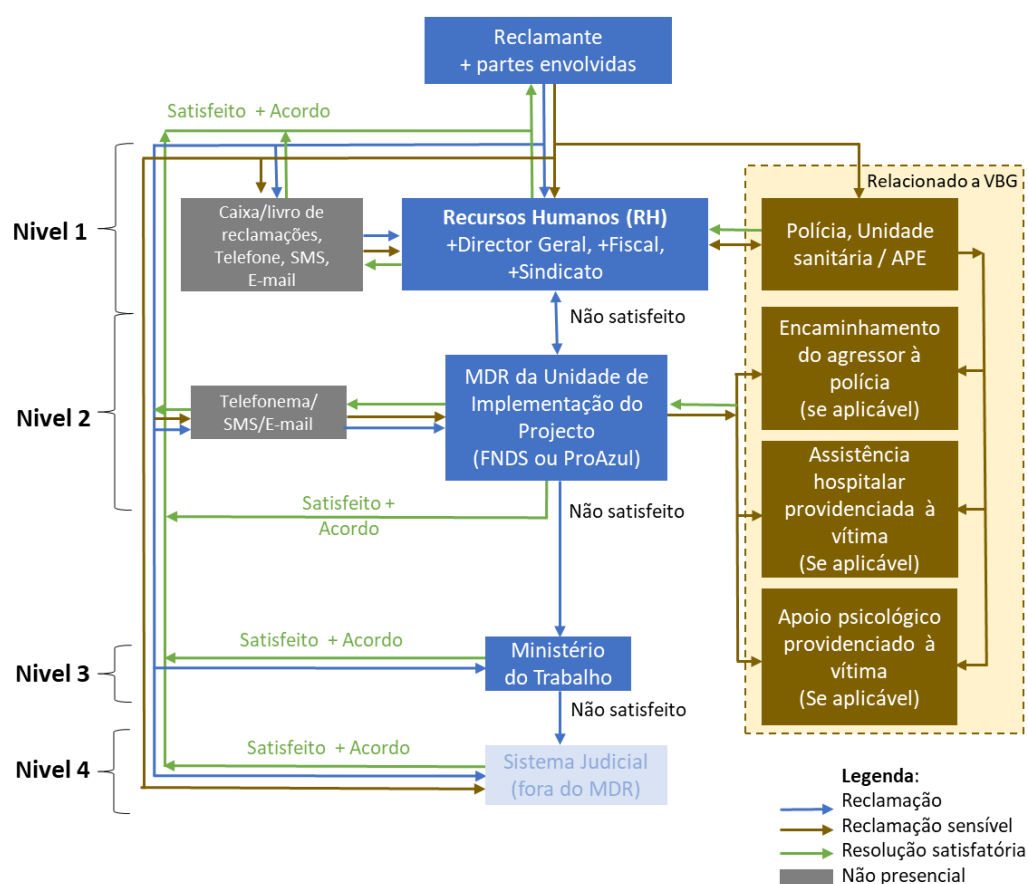 Reclamante
+ partes envolvidas
Satisfeito + Acordo
Relacionado a VBG
Nivel 1
Caixa/livro de
reclamações,
Telefone, SMS,
E-mail
Recursos Humanos (RH)
+Director Geral, +Fiscal,
+Sindicato
Polícia, Unidade
sanitária / APE
Não satisfeito
Nivel 2
Telefonema/
SMS/E-mail
MDR da Unidade de
Implementação do
Projecto
(FNDS ou ProAzul)
Encaminhamento
do agressor à
polícia
(se aplicável)
Satisfeito +
Acordo
Não satisfeito
Assistência
hospitalar
providenciada à
vítima
(Se aplicável)
Nivel 3
Satisfeito + Acordo
Ministério
do Trabalho
Apoio psicológico
providenciado à
vítima
(Se aplicável)
Não satisfeito
Nivel 4
Satisfeito + Acordo
Sistema Judicial
(fora do MDR)
Legenda:
Reclamação
Reclamação sensível
Resolução satisfatória
Não presencial